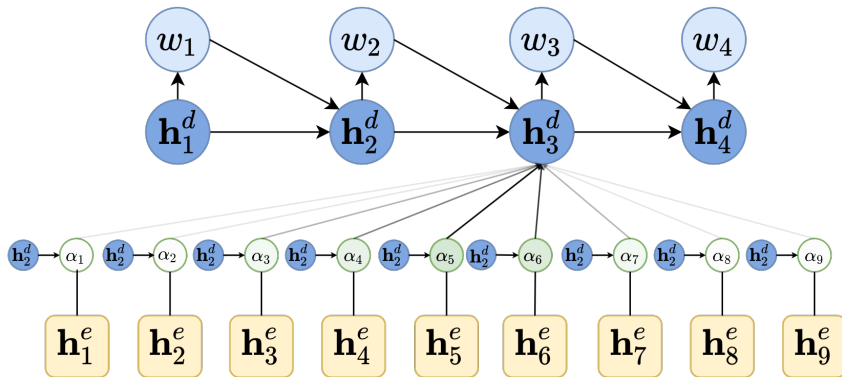 w₁ w₂ w₃ w₄
h₁ᵈ h₂ᵈ h₃ᵈ h₄ᵈ
h₂ᵈ α₁ h₂ᵈ α₂ h₂ᵈ α₃ h₂ᵈ α₄ h₂ᵈ α₅ h₂ᵈ α₆ h₂ᵈ α₇ h₂ᵈ α₈ h₂ᵈ α₉
h₁ᵉ h₂ᵉ h₃ᵉ h₄ᵉ h₅ᵉ h₆ᵉ h₇ᵉ h₈ᵉ h₉ᵉ